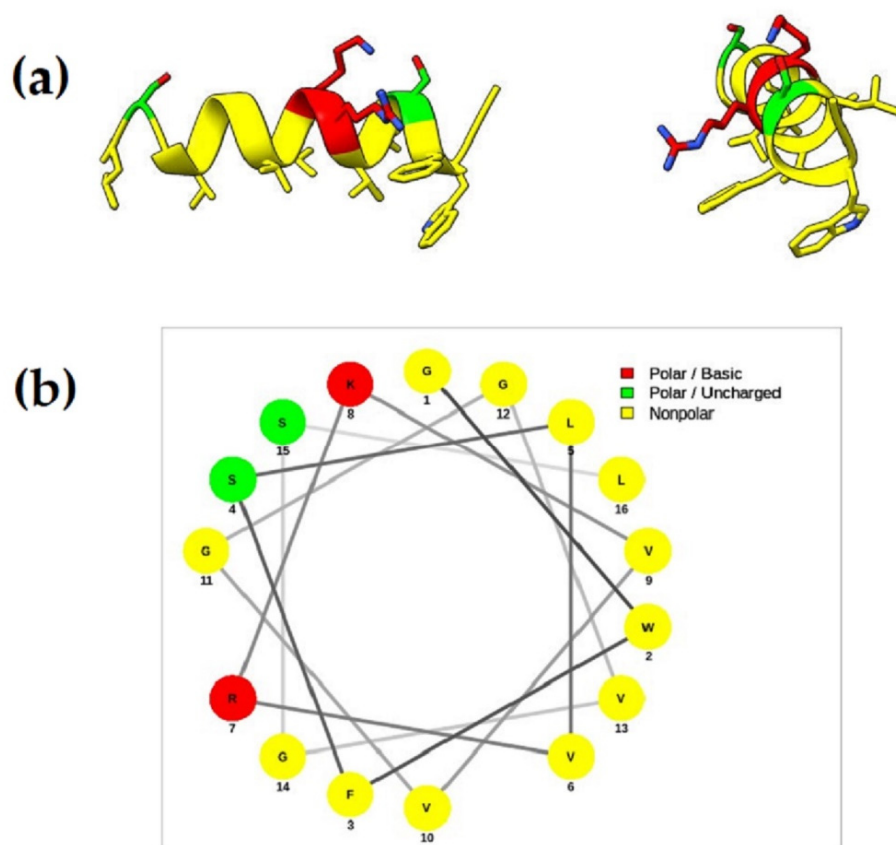 (a)
(b)
Polar / Basic
Polar / Uncharged
Nonpolar
K
8
G
1
G
12
S
15
L
5
S
4
L
16
G
11
V
9
W
2
R
7
V
13
G
14
V
6
F
3
V
10